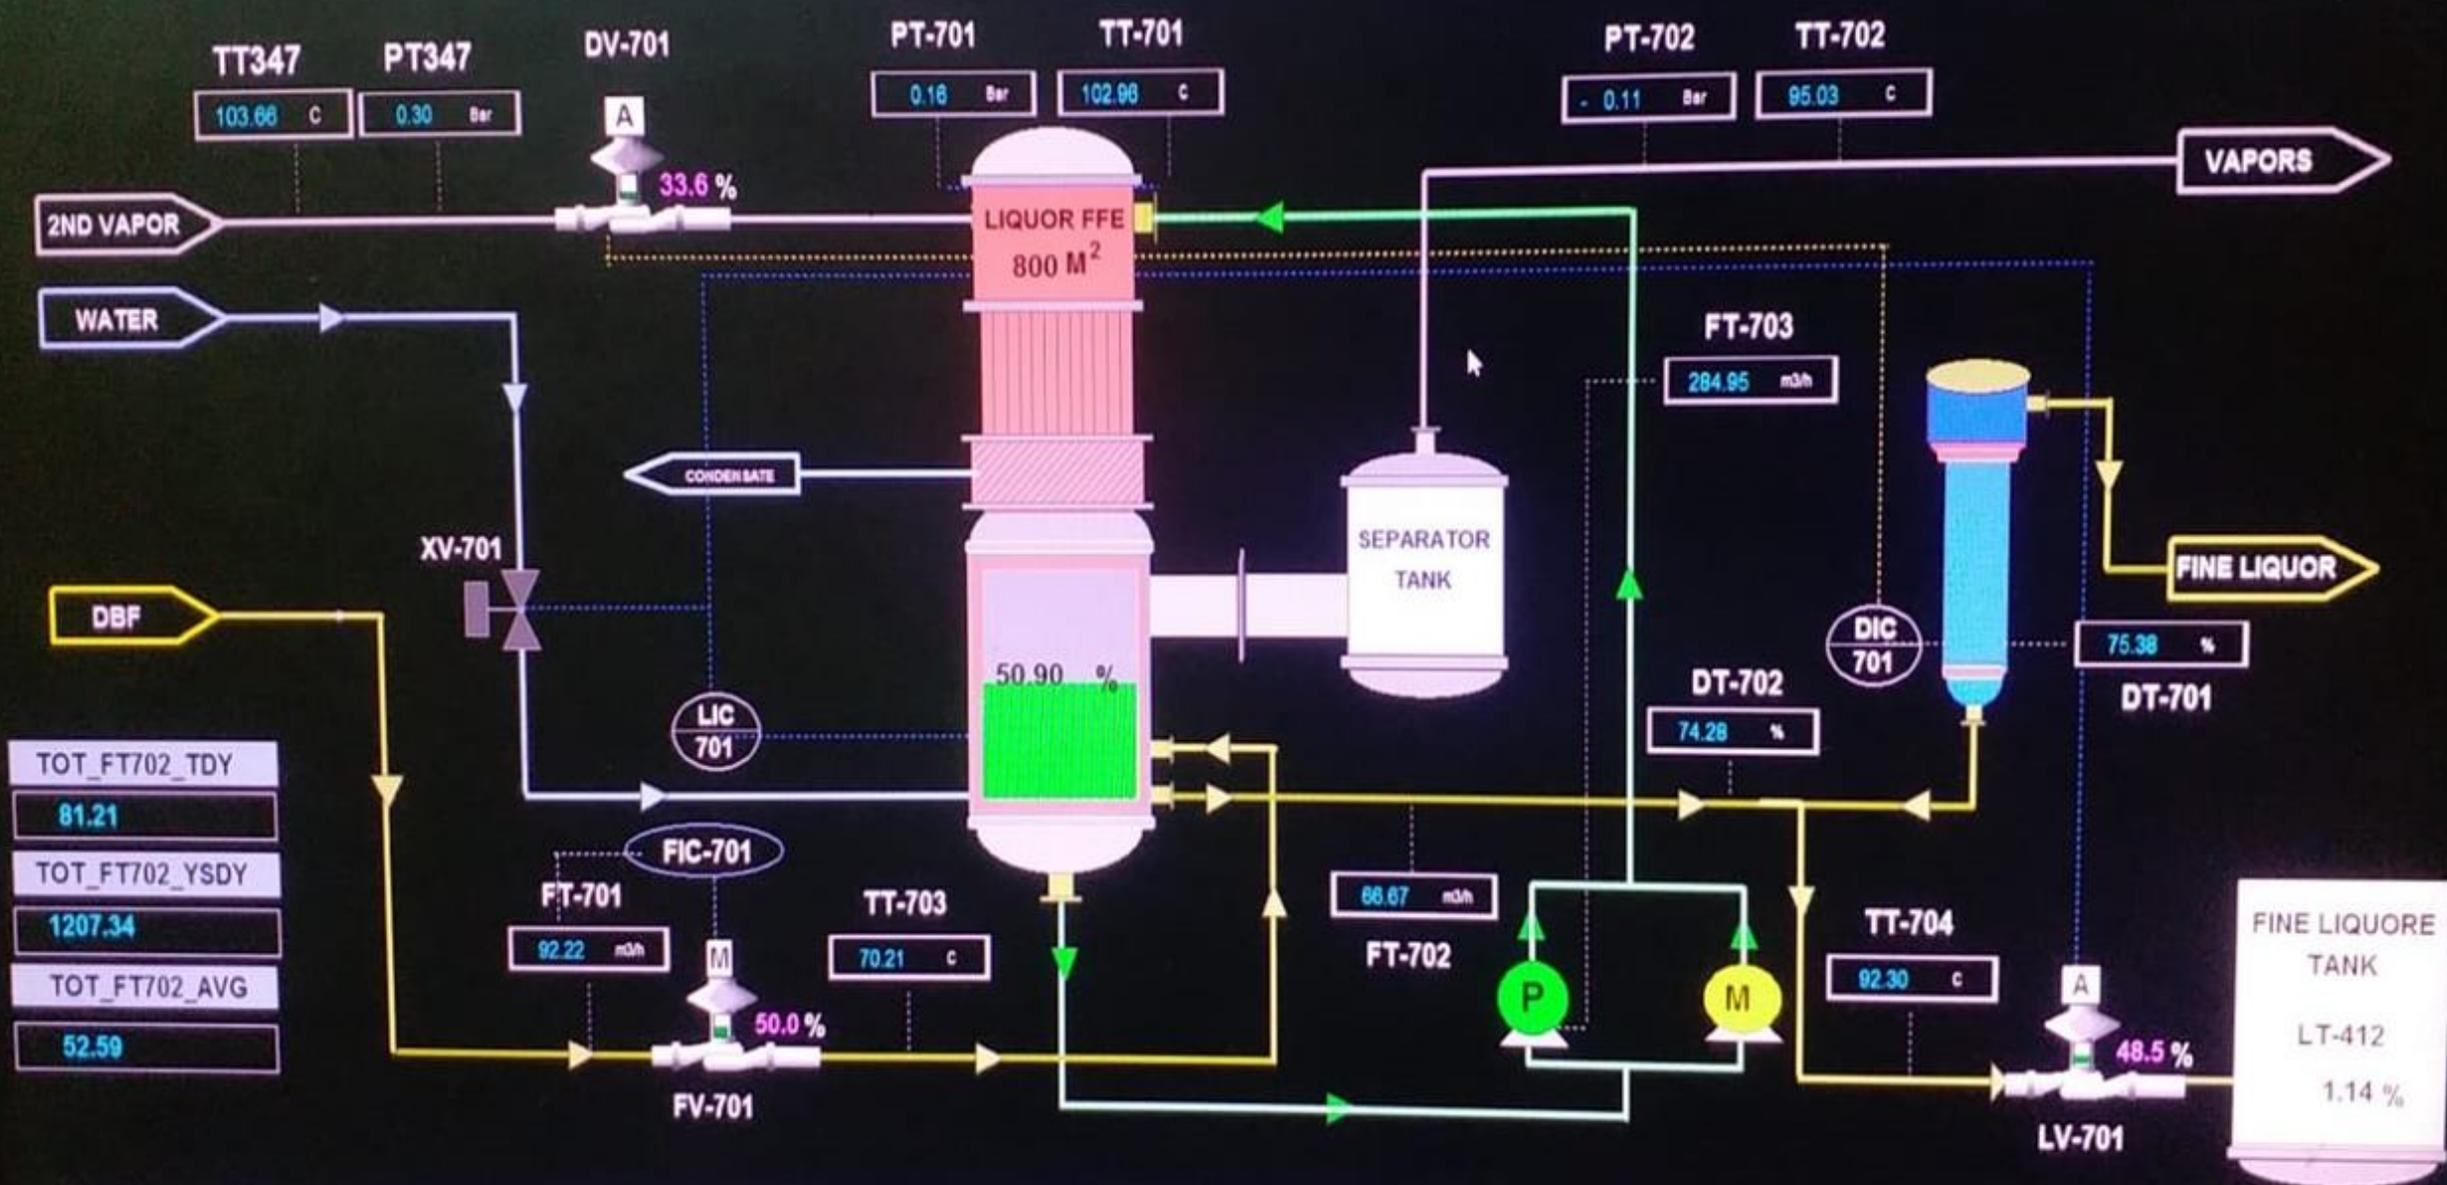 TT347
PT347
DV-701
PT-701
TT-701
PT-702
TT-702
103.66 C
0.30 Bar
A
0.16 Bar
102.96 C
- 0.11 Bar
95.03 C
33.6 %
VAPORS
2ND VAPOR
LIQUOR FFE
800 M2
WATER
FT-703
284.95 m3/h
CONDENSATE
SEPARATOR
TANK
XV-701
FINE LIQUOR
DBF
DIC
701
75.38 %
DT-701
50.90 %
DT-702
74.28 %
LIC
701
TOT_FT702_TDY
81.21
TOT_FT702_YSDY
1207.34
TOT_FT702_AVG
52.59
FIC-701
FT-701
92.22 m3/h
TT-703
70.21 C
66.67 m3/h
FT-702
M
50.0 %
FV-701
P
M
TT-704
92.30 C
A
48.5 %
LV-701
FINE LIQUORE
TANK
LT-412
1.14 %